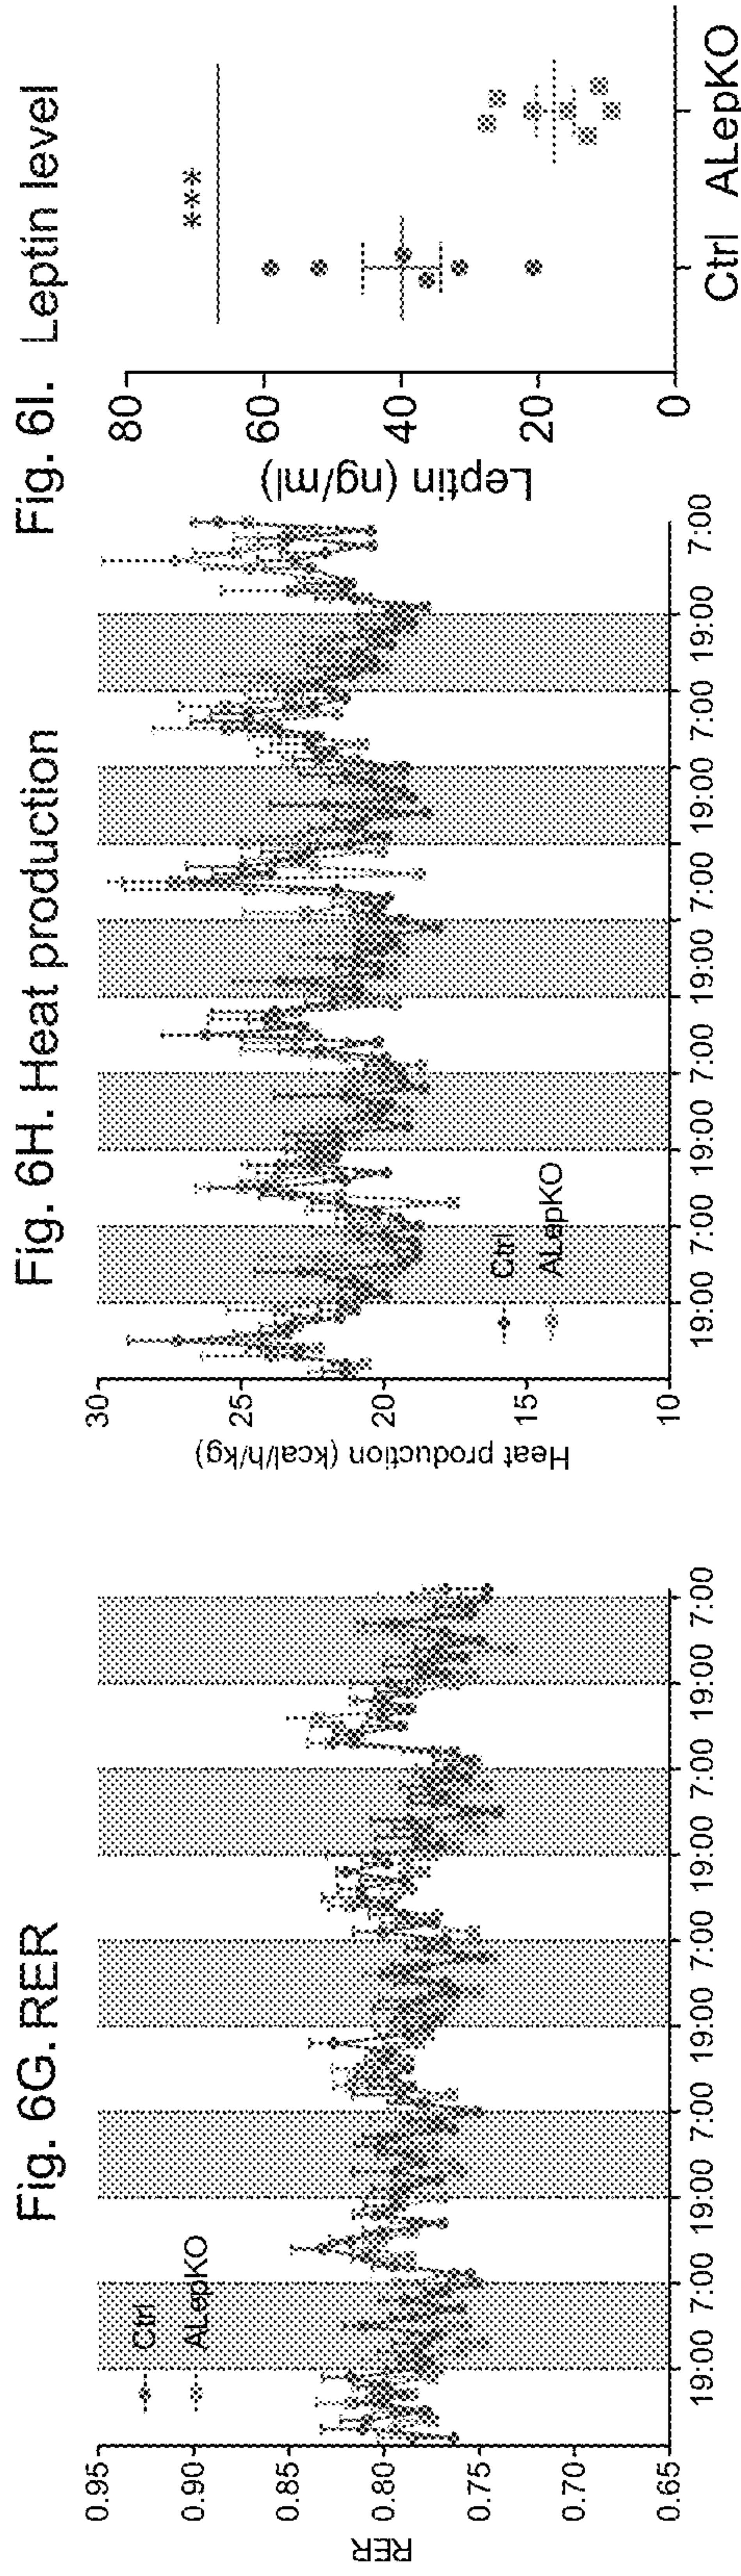 Fig. 6G. RER
0.95
0.90
0.85
0.80
0.75
0.70
0.65
RER
Ctrl
ALepKO
19:00 7:00 19:00 7:00 19:00 7:00 19:00 7:00 19:00 7:00
Fig. 6H. Heat production
30
25
20
15
10
Heat production (kcal/h/kg)
Ctrl
ALepKO
19:00 7:00 19:00 7:00 19:00 7:00 19:00 7:00 19:00 7:00
Fig. 6I. Leptin level
80
60
40
20
0
Leptin (ng/ml)
***
Ctrl ALepKO